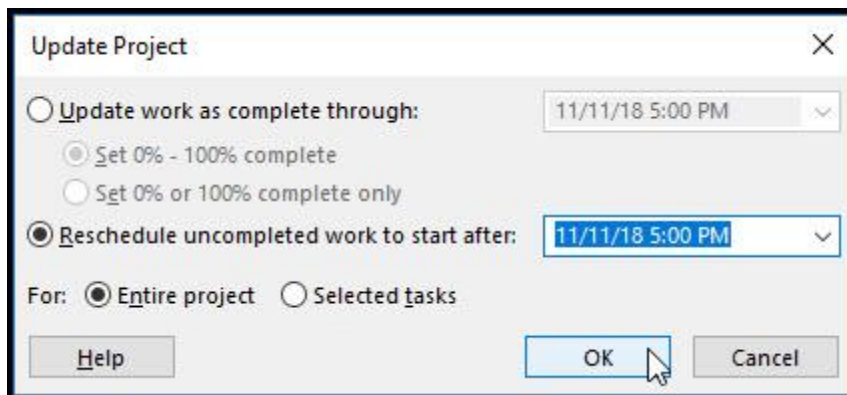 Update Project
Update work as complete through: 11/11/18 5:00 PM
Set 0% - 100% complete
Set 0% or 100% complete only
Reschedule uncompleted work to start after: 11/11/18 5:00 PM
For: Entire project Selected tasks
Help OK Cancel